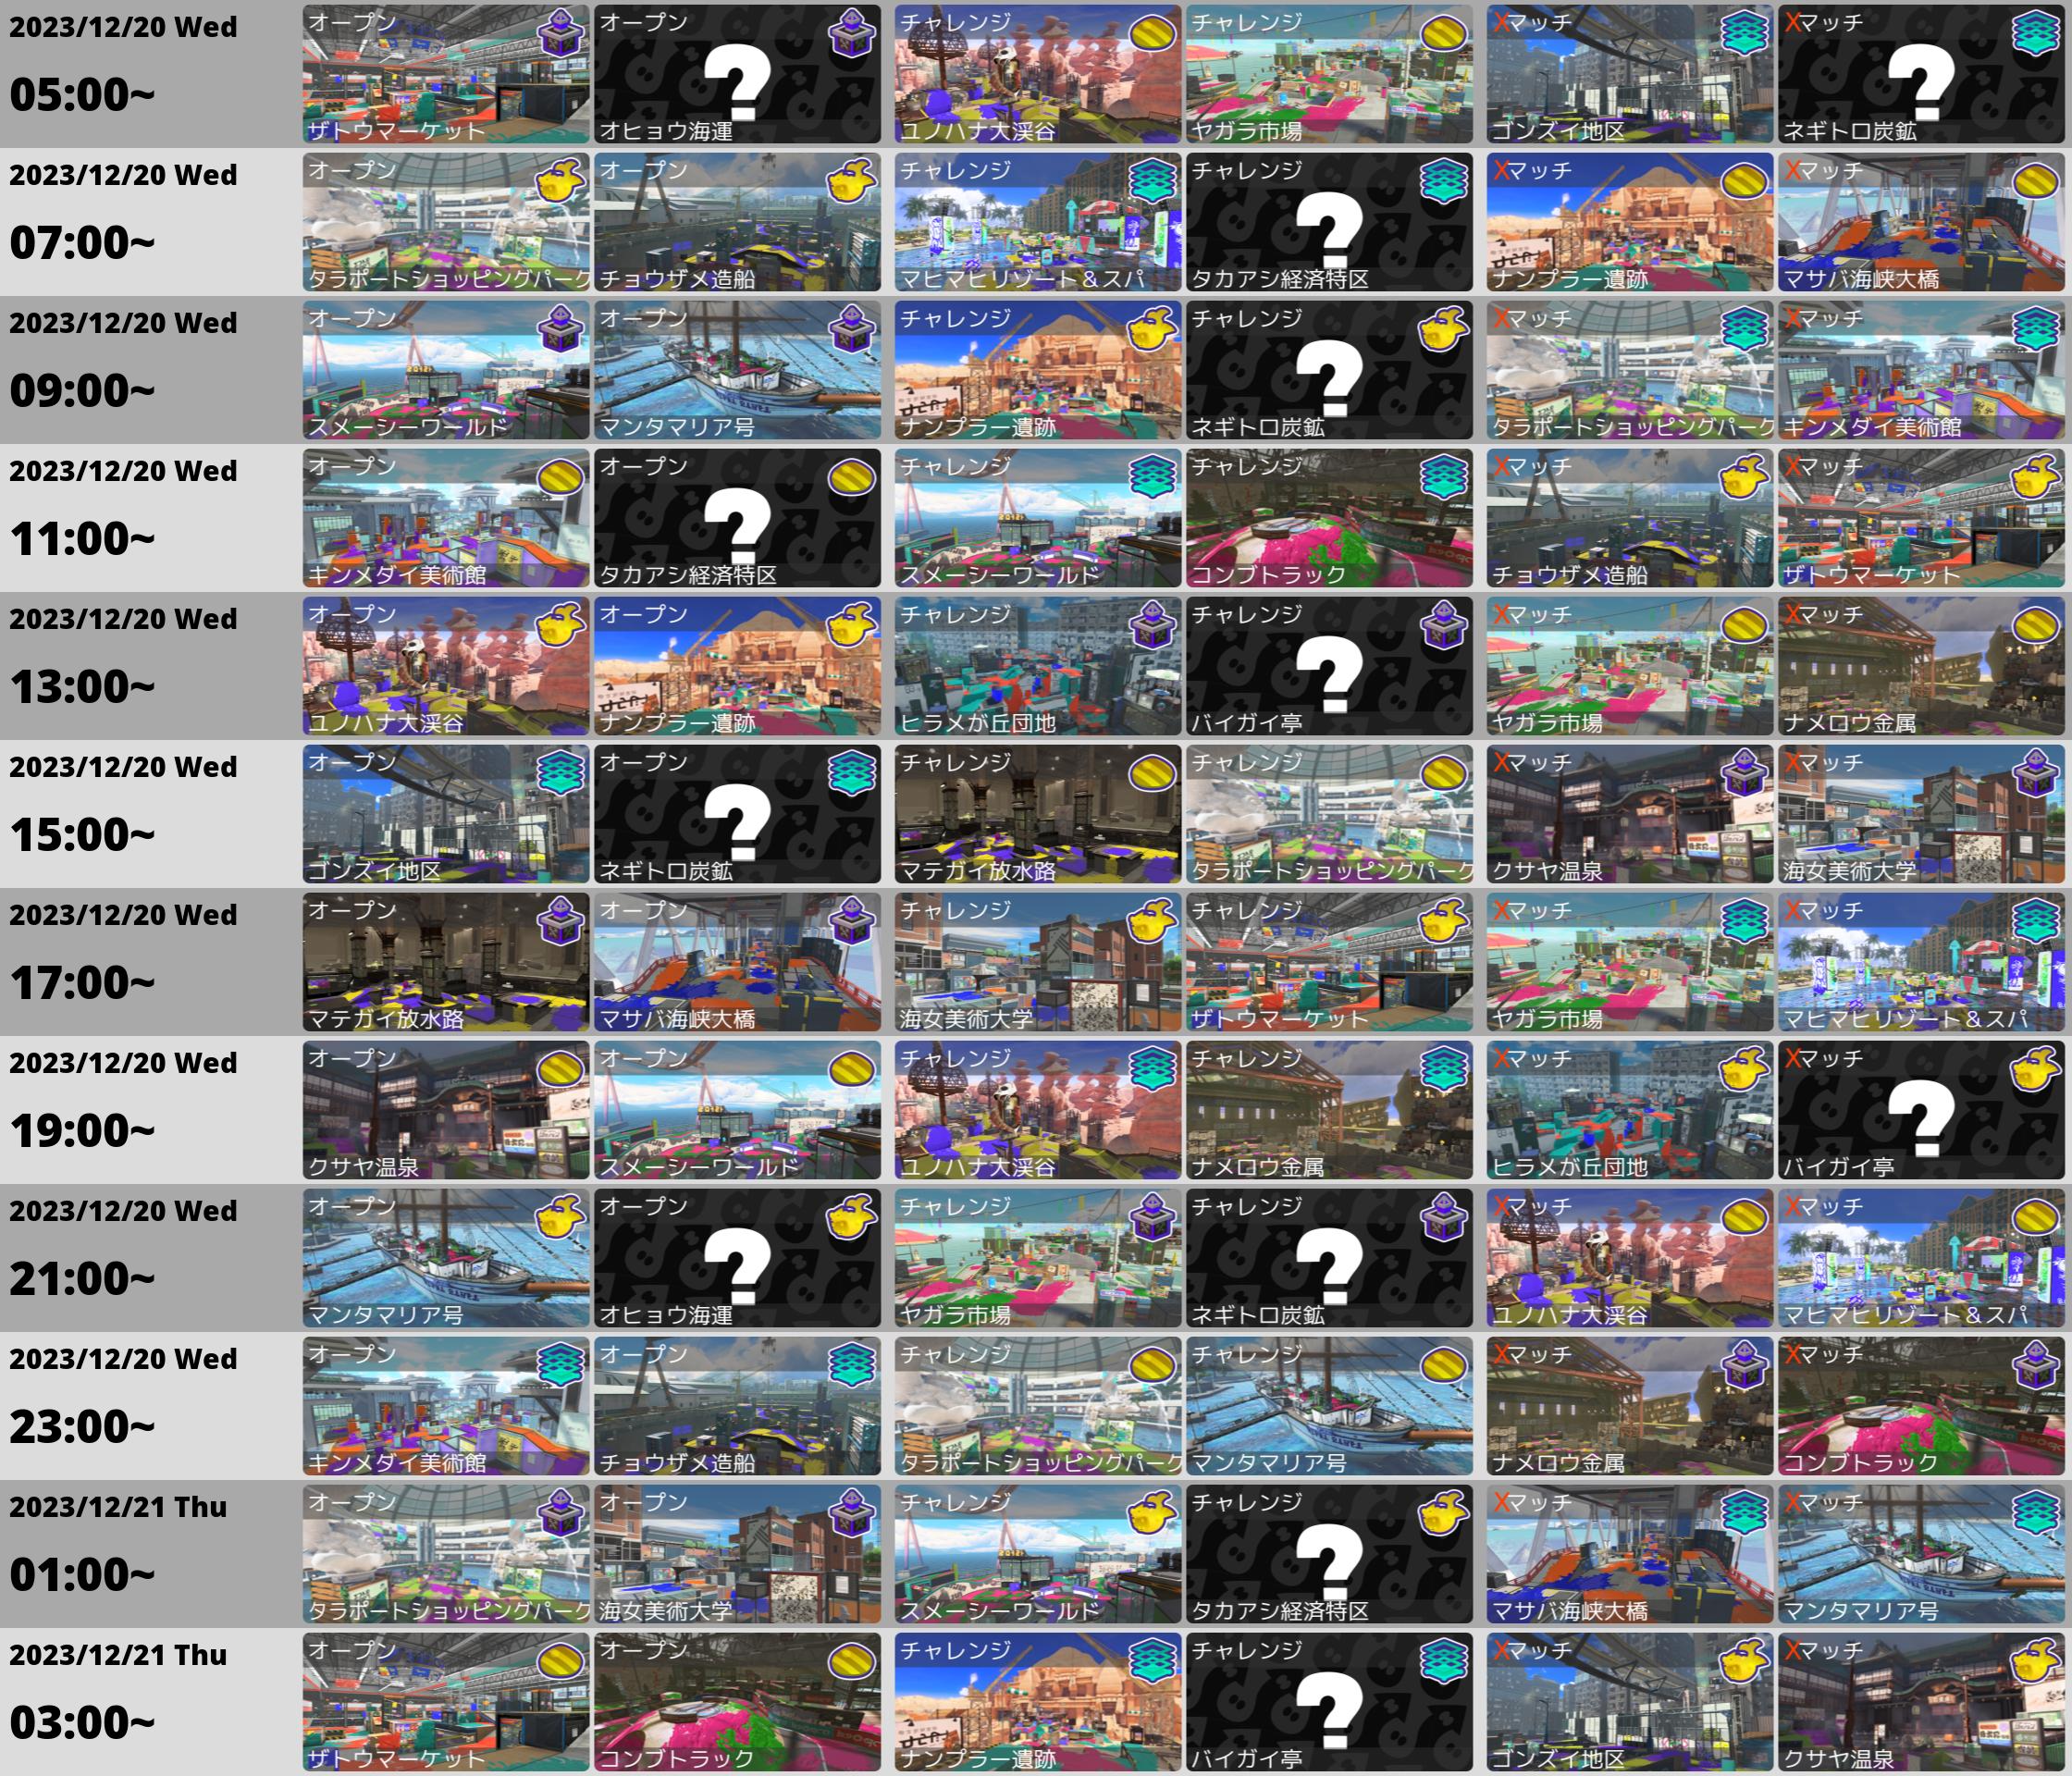 2023/12/20 Wed
05:00~
オープン
ザトウマーケット
オープン
オヒョウ海運
チャレンジ
ユノハナ大渓谷
チャレンジ
ヤガラ市場
Xマッチ
ゴンズイ地区
Xマッチ
ネギトロ炭鉱
2023/12/20 Wed
07:00~
オープン
タラポートショッピングパーク
オープン
チョウザメ造船
チャレンジ
マヒマヒリゾート＆スパ
チャレンジ
タカアシ経済特区
Xマッチ
ナンプラー遺跡
Xマッチ
マサバ海峡大橋
2023/12/20 Wed
09:00~
オープン
スメーシーワールド
オープン
マンタマリア号
チャレンジ
ナンプラー遺跡
チャレンジ
ネギトロ炭鉱
Xマッチ
タラポートショッピングパーク
Xマッチ
キンメダイ美術館
2023/12/20 Wed
11:00~
オープン
キンメダイ美術館
オープン
タカアシ経済特区
チャレンジ
スメーシーワールド
チャレンジ
コンブトラック
Xマッチ
チョウザメ造船
Xマッチ
ザトウマーケット
2023/12/20 Wed
13:00~
オープン
ユノハナ大渓谷
オープン
ナンプラー遺跡
チャレンジ
ヒラメが丘団地
チャレンジ
バイガイ亭
Xマッチ
ヤガラ市場
Xマッチ
ナメロウ金属
2023/12/20 Wed
15:00~
オープン
ゴンズイ地区
オープン
ネギトロ炭鉱
チャレンジ
マテガイ放水路
チャレンジ
タラポートショッピングパーク
Xマッチ
クサヤ温泉
Xマッチ
海女美術大学
2023/12/20 Wed
17:00~
オープン
マテガイ放水路
オープン
マサバ海峡大橋
チャレンジ
海女美術大学
チャレンジ
ザトウマーケット
Xマッチ
ヤガラ市場
Xマッチ
マヒマヒリゾート＆スパ
2023/12/20 Wed
19:00~
オープン
クサヤ温泉
オープン
スメーシーワールド
チャレンジ
ユノハナ大渓谷
チャレンジ
ナメロウ金属
Xマッチ
ヒラメが丘団地
Xマッチ
バイガイ亭
2023/12/20 Wed
21:00~
オープン
マンタマリア号
オープン
オヒョウ海運
チャレンジ
ヤガラ市場
チャレンジ
ネギトロ炭鉱
Xマッチ
ユノハナ大渓谷
Xマッチ
マヒマヒリゾート＆スパ
2023/12/20 Wed
23:00~
オープン
キンメダイ美術館
オープン
チョウザメ造船
チャレンジ
タラポートショッピングパーク
チャレンジ
マンタマリア号
Xマッチ
ナメロウ金属
Xマッチ
コンブトラック
2023/12/21 Thu
01:00~
オープン
タラポートショッピングパーク
オープン
海女美術大学
チャレンジ
スメーシーワールド
チャレンジ
タカアシ経済特区
Xマッチ
マサバ海峡大橋
Xマッチ
マンタマリア号
2023/12/21 Thu
03:00~
オープン
ザトウマーケット
オープン
コンブトラック
チャレンジ
ナンプラー遺跡
チャレンジ
バイガイ亭
Xマッチ
ゴンズイ地区
Xマッチ
クサヤ温泉